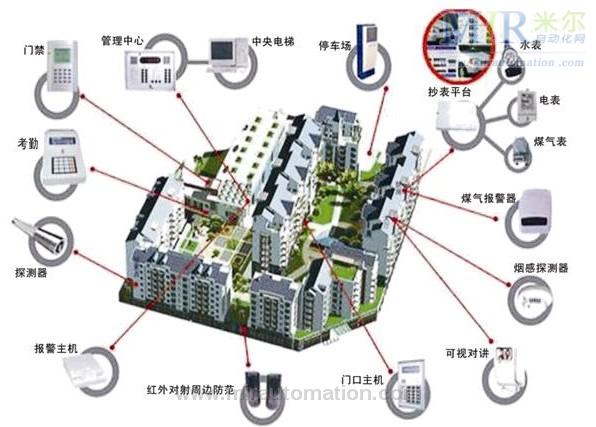 门禁
管理中心
中央电梯
停车场
米尔
自动化网
www.mirautomation.com
水表
抄表平台
电表
煤气表
考勤
煤气报警器
探测器
烟感探测器
报警主机
红外对射周边防范
门口主机
可视对讲
www.mirautomation.com